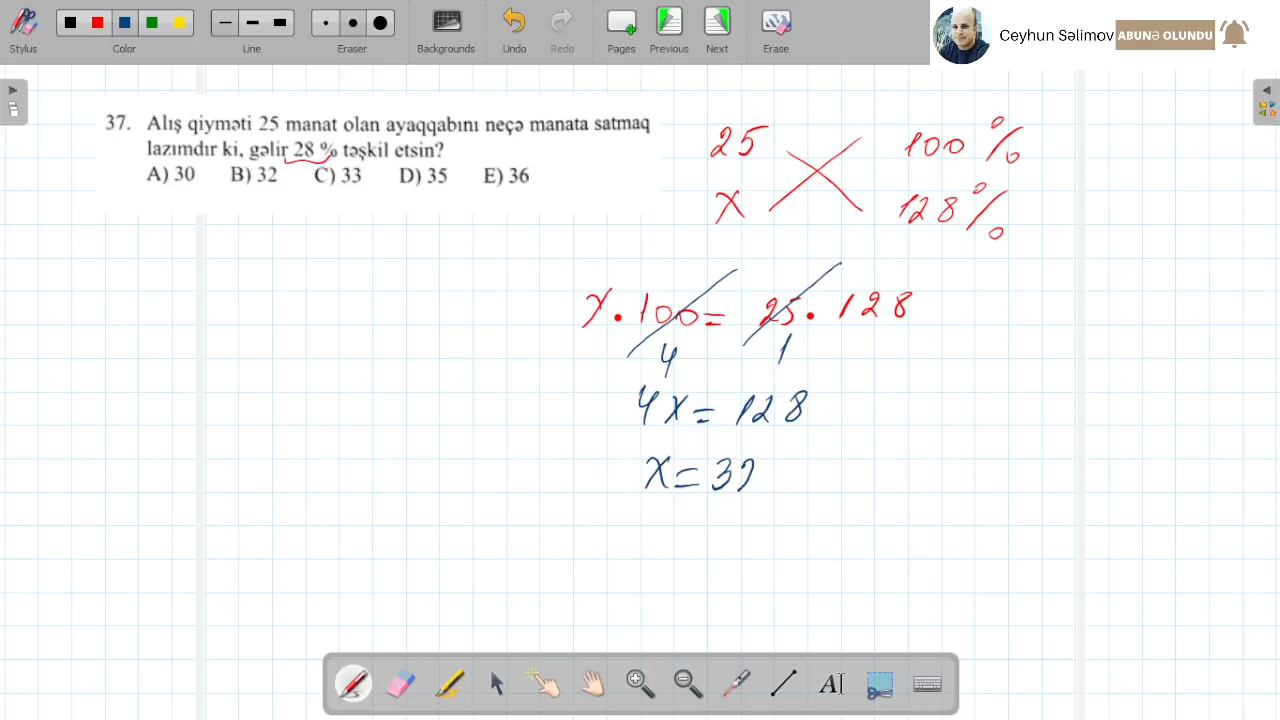 Stylus
Color
Line
Eraser
Backgrounds
Undo
Redo
Pages
Previous
Next
Erase
Ceyhun Səlimov
ABUNƏ OLUNDU
37. Alış qiyməti 25 manat olan ayaqqabını neçə manata satmaq
lazımdır ki, gəlir 28 % təşkil etsin?
A) 30 B) 32 C) 33 D) 35 E) 36
25 100 %
x 128 %
x · 100 = 25 · 128
4 1
4x = 128
x = 32
AI